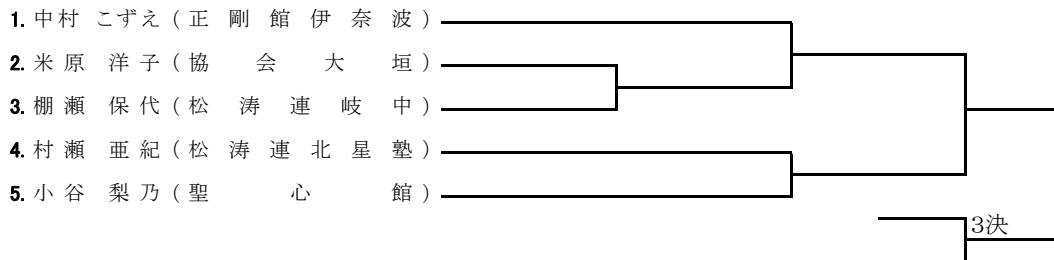 1. 中村 こずえ ( 正 剛 館 伊 奈 波 )
2. 米 原 洋 子 ( 協 会 大 垣 )
3. 棚 瀬 保 代 ( 松 涛 連 岐 中 )
4. 村 瀬 亜 紀 ( 松 涛 連 北 星 塾 )
5. 小 谷 梨 乃 ( 聖 心 館 )
3決